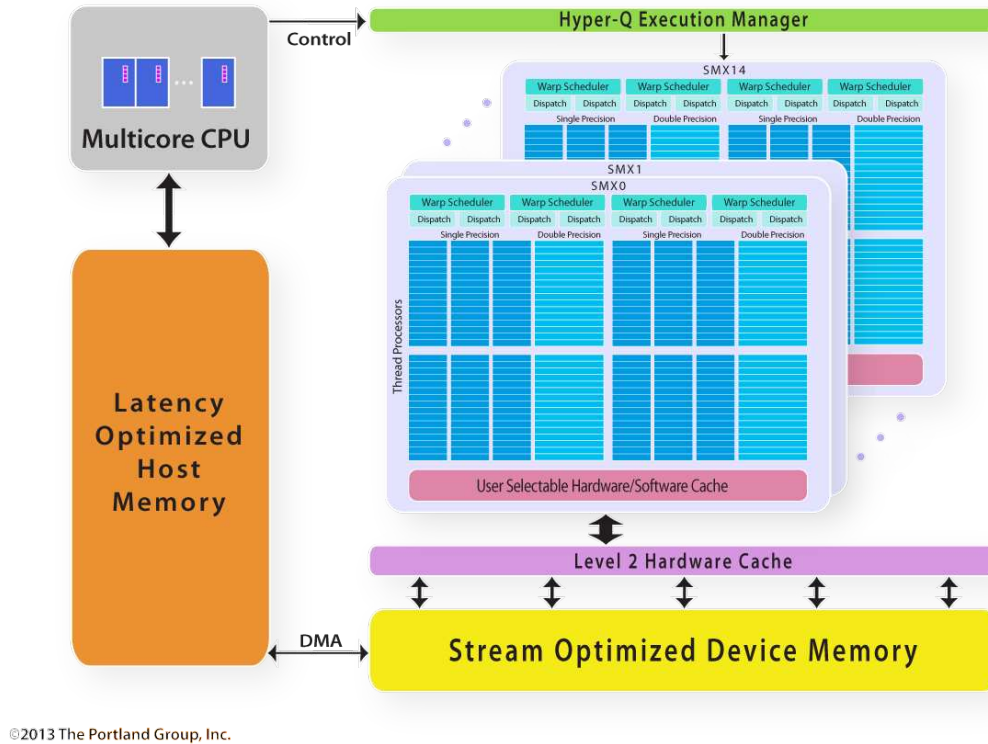 Hyper-Q Execution Manager
Control
Multicore CPU
SMX14
Warp Scheduler Warp Scheduler Warp Scheduler Warp Scheduler
Dispatch Dispatch Dispatch Dispatch Dispatch Dispatch Dispatch Dispatch
Single Precision Double Precision Single Precision Double Precision
SMX1
SMX0
Warp Scheduler Warp Scheduler Warp Scheduler Warp Scheduler
Dispatch Dispatch Dispatch Dispatch Dispatch Dispatch Dispatch Dispatch
Single Precision Double Precision Single Precision Double Precision
Thread Processors
User Selectable Hardware/Software Cache
Latency
Optimized
Host
Memory
Level 2 Hardware Cache
DMA
Stream Optimized Device Memory
©2013 The Portland Group, Inc.